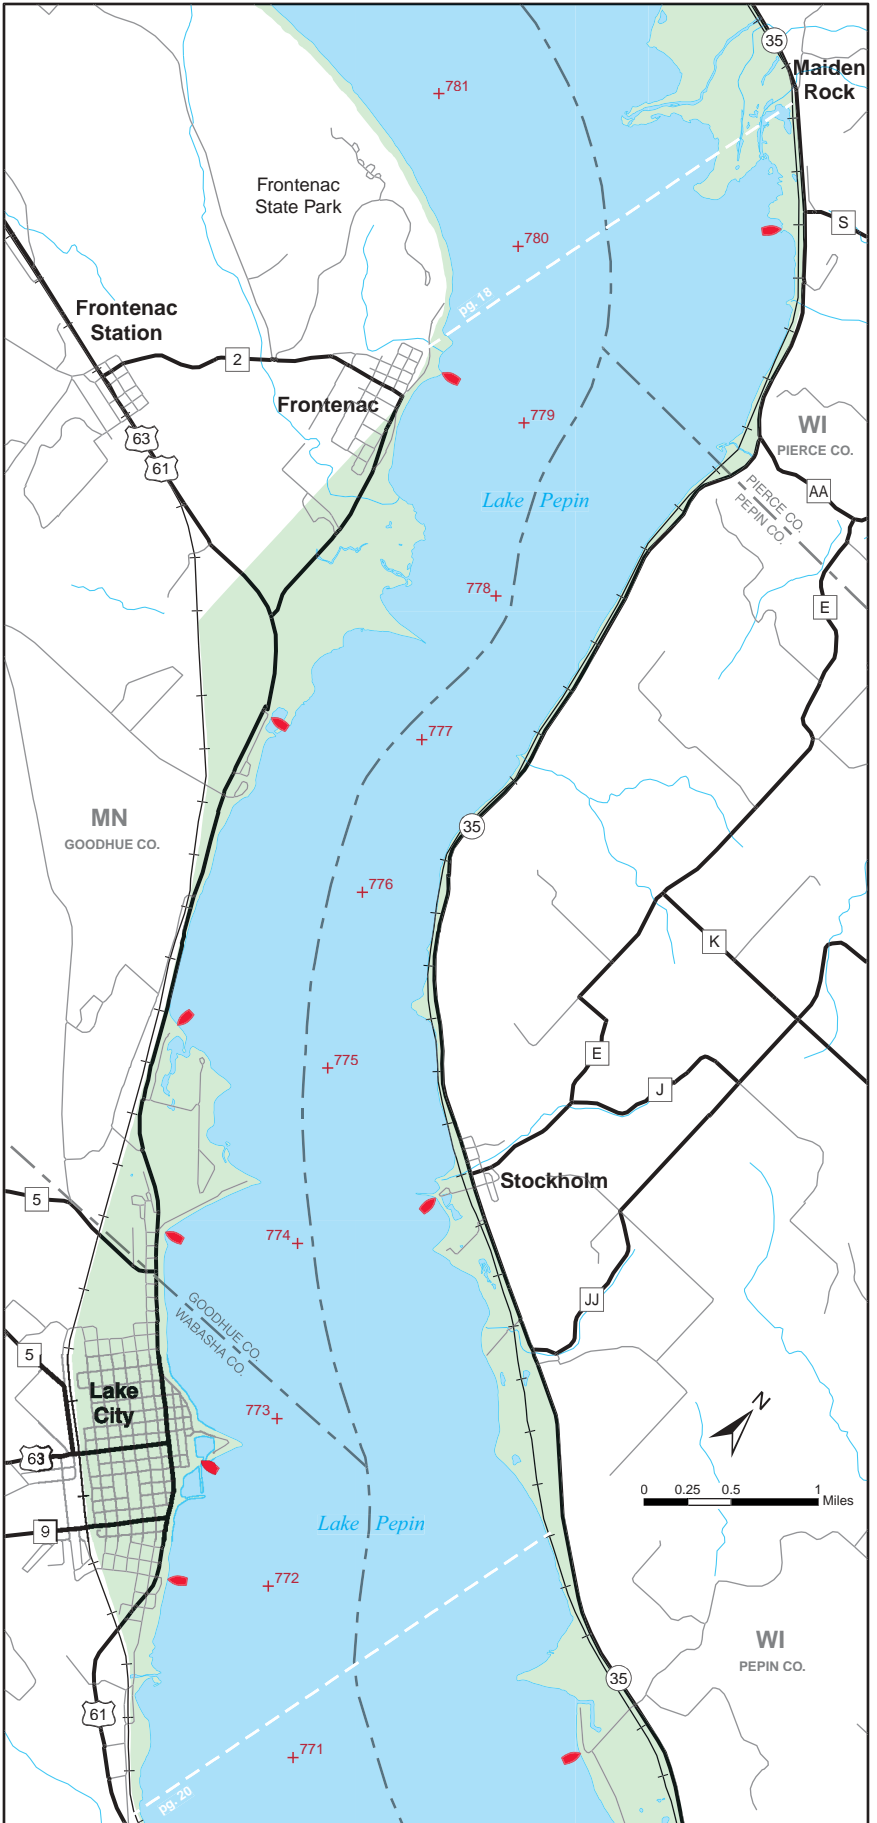 35
781
Maiden
Rock
Frontenac
State Park
S
780
pg. 18
Frontenac
Station
2
Frontenac
779
63
WI
PIERCE CO.
61
AA
PIERCE CO.
PEPIN CO.
Lake Pepin
778
E
777
MN
GOODHUE CO.
35
776
K
775
E
J
Stockholm
5
774
JJ
GOODHUE CO.
WABASHA CO.
5
Lake
City
773
N
63
0 0.25 0.5 1
Miles
Lake Pepin
9
772
WI
PEPIN CO.
35
61
771
pg. 20